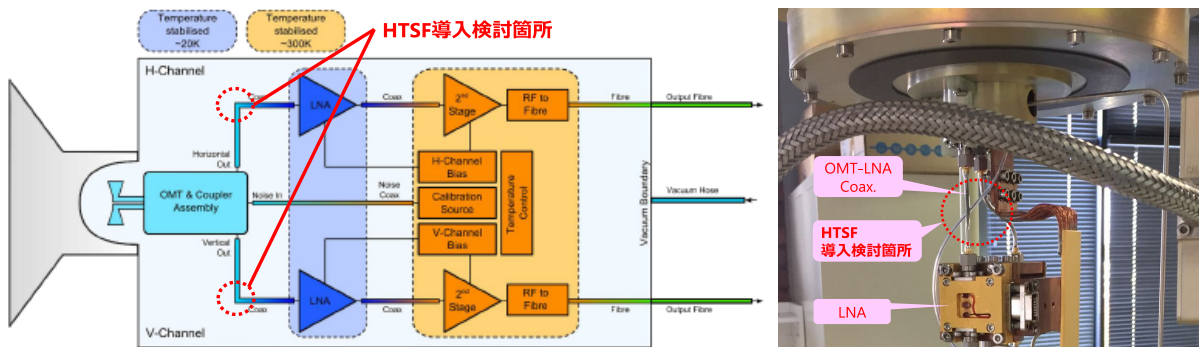 Temperature
stabilised
~20K
Temperature
stabilised
~300K
HTSF導入検討箇所
H-Channel
Coax
LNA
Coax
2nd
Stage
RF to
Fibre
Fibre
Output Fibre
Horizontal
Out
H-Channel
Bias
OMT & Coupler
Assembly
Noise In
Noise
Coax
Calibration
Source
Temperature
Control
Vacuum Boundary
Vacuum Hose
V-Channel
Bias
Vertical
Out
Coax
LNA
Coax
2nd
Stage
RF to
Fibre
Fibre
Output Fibre
V-Channel
OMT-LNA
Coax.
HTSF
導入検討箇所
LNA